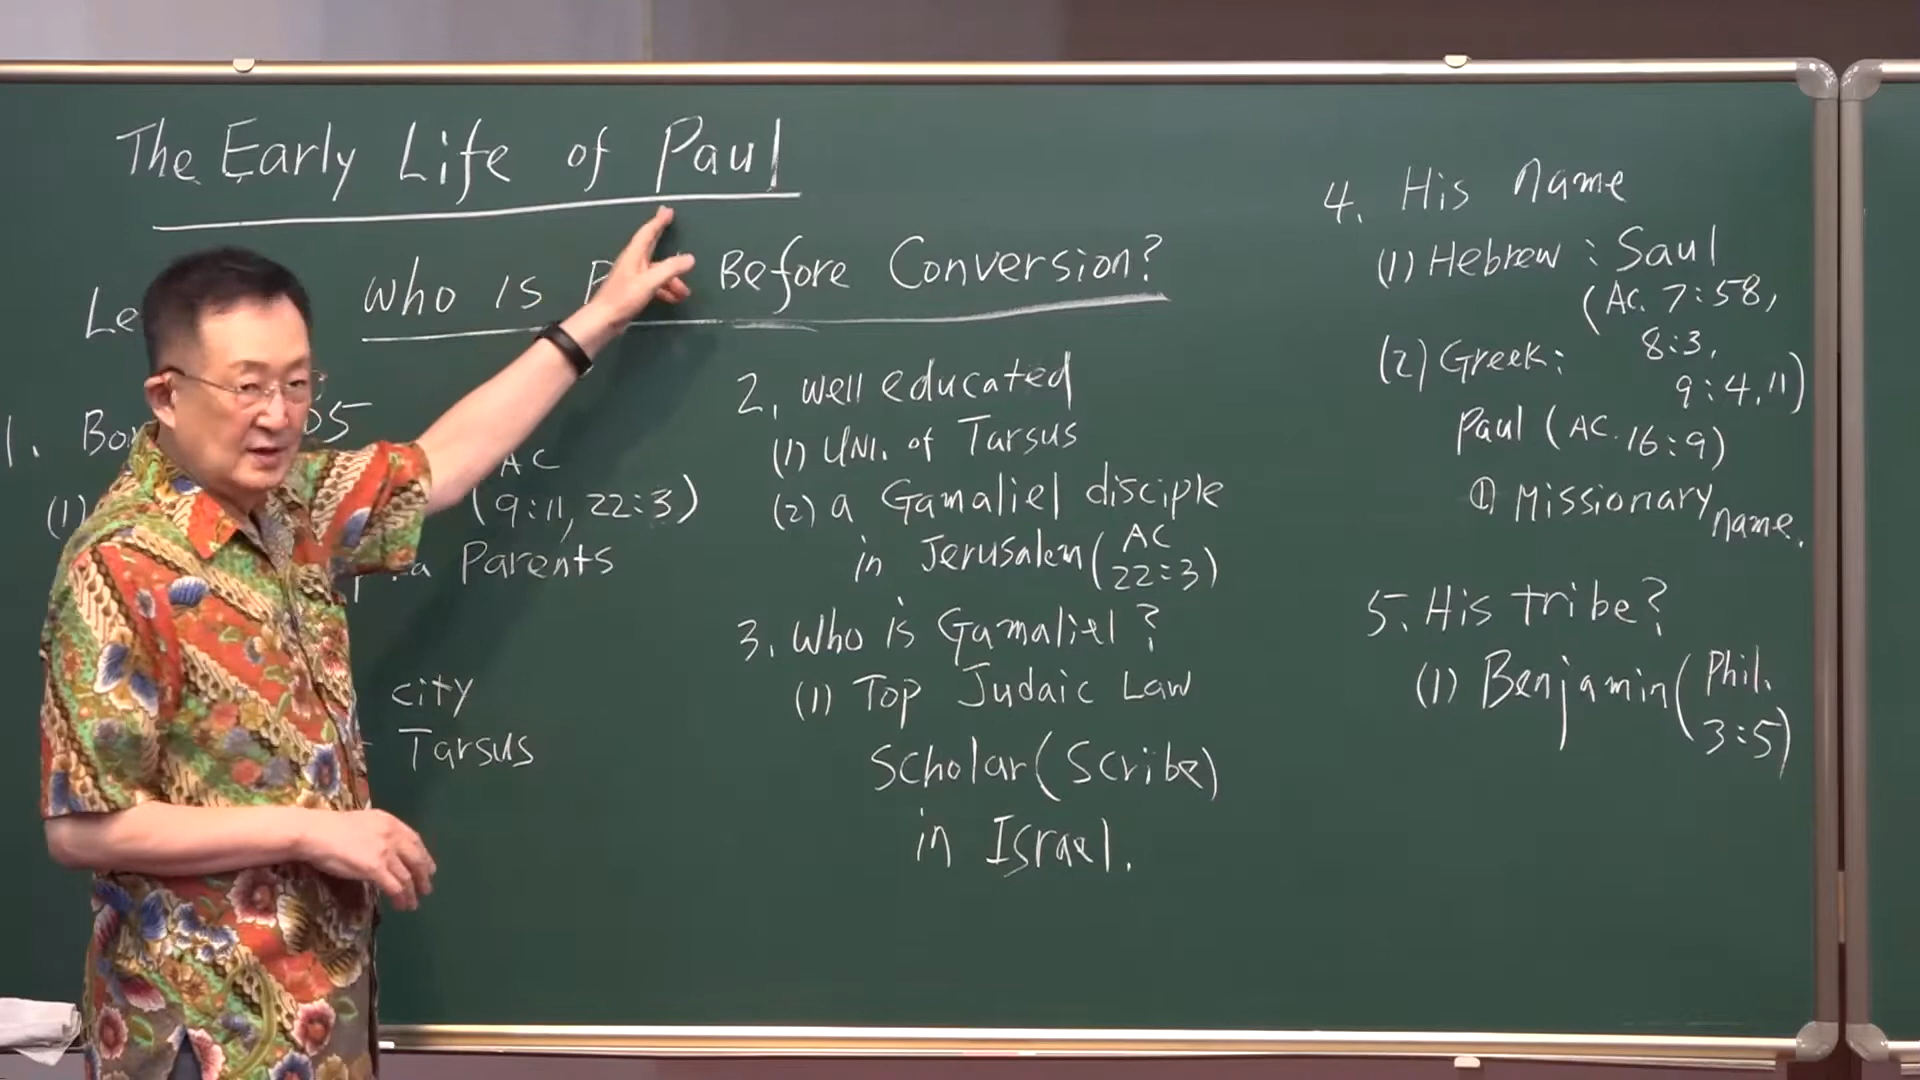 The Early Life of Paul
Who is Before Conversion?
1.
(1)
AC
(9:11, 22:3)
Parents
city
Tarsus
2. Well educated
(1) UNI. of Tarsus
(2) a Gamaliel disciple
in Jerusalem (AC
22:3)
3. Who is Gamaliel?
(1) Top Judaic Law
Scholar (Scribe)
in Israel.
4. His name
(1) Hebrew : Saul
(AC. 7:58,
8:3,
9:4,11)
(2) Greek:
Paul (AC. 16:9)
① Missionary name.
5. His tribe?
(1) Benjamin (Phil.
3:5)